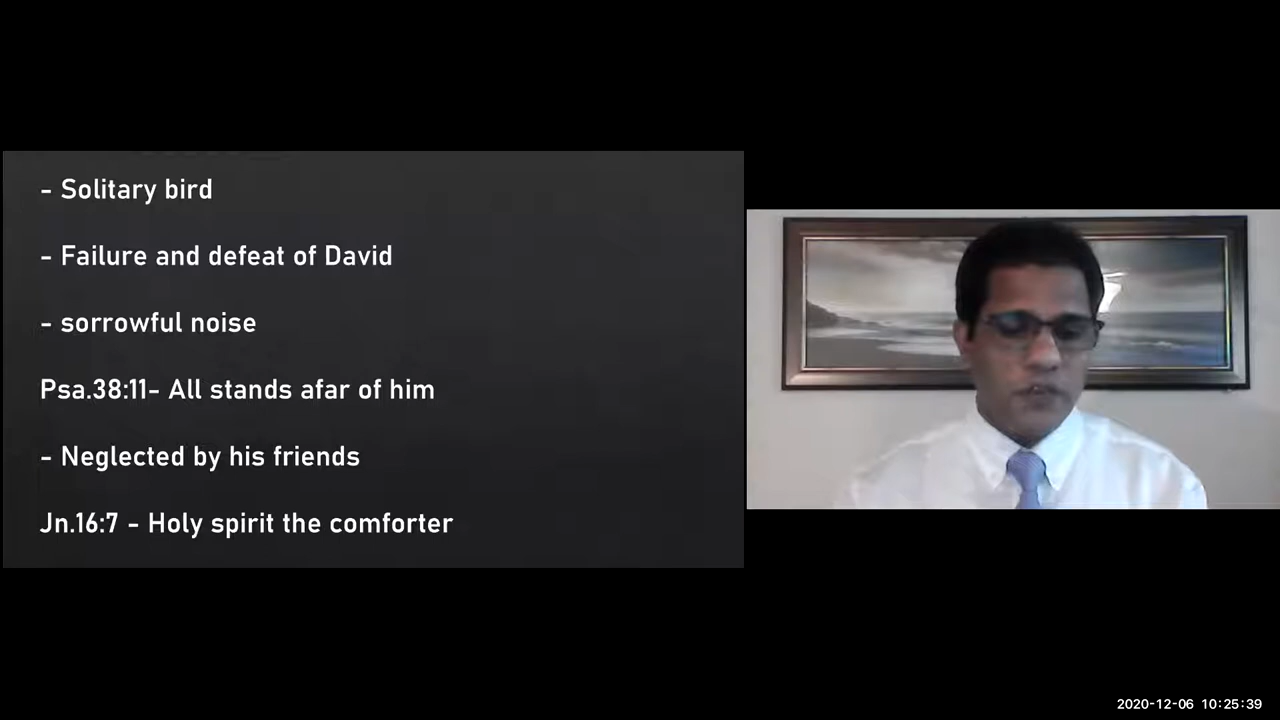 - Solitary bird
- Failure and defeat of David
- sorrowful noise
Psa.38:11- All stands afar of him
- Neglected by his friends
Jn.16:7 - Holy spirit the comforter
2020-12-06 10:25:39